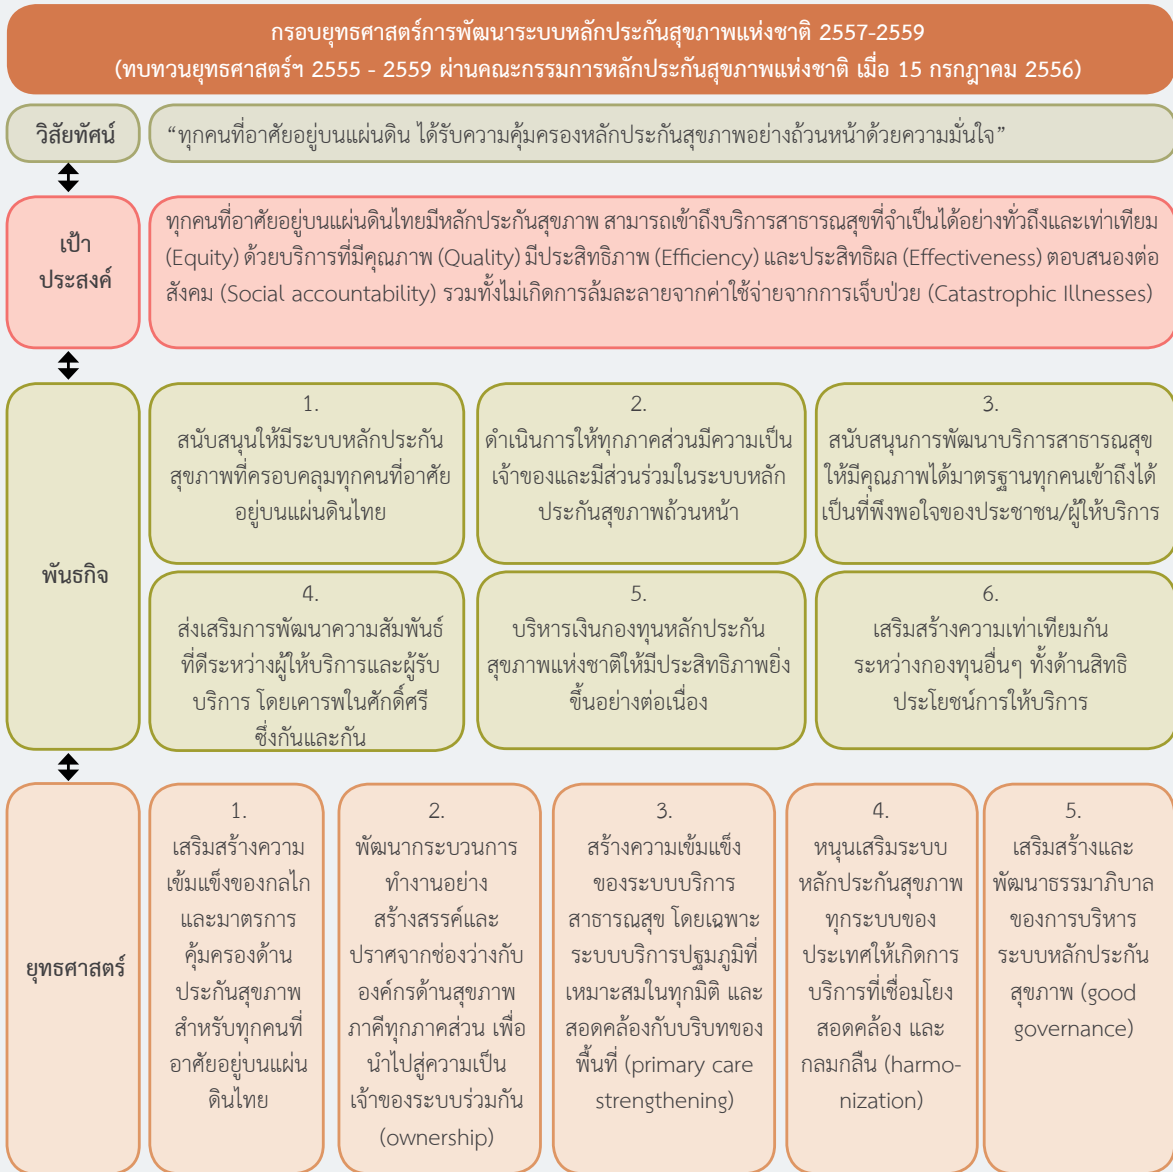 กรอบยุทธศาสตร์การพัฒนาระบบหลักประกันสุขภาพแห่งชาติ 2557-2559
(ทบทวนยุทธศาสตร์ฯ 2555 - 2559 ผ่านคณะกรรมการหลักประกันสุขภาพแห่งชาติ เมื่อ 15 กรกฎาคม 2556)
วิสัยทัศน์
“ทุกคนที่อาศัยอยู่บนแผ่นดิน ได้รับความคุ้มครองหลักประกันสุขภาพอย่างถ้วนหน้าด้วยความมั่นใจ”
เป้า
ประสงค์
ทุกคนที่อาศัยอยู่บนแผ่นดินไทยมีหลักประกันสุขภาพ สามารถเข้าถึงบริการสาธารณสุขที่จำเป็นได้อย่างทั่วถึงและเท่าเทียม
(Equity) ด้วยบริการที่มีคุณภาพ (Quality) มีประสิทธิภาพ (Efficiency) และประสิทธิผล (Effectiveness) ตอบสนองต่อ
สังคม (Social accountability) รวมทั้งไม่เกิดการล้มละลายจากค่าใช้จ่ายจากการเจ็บป่วย (Catastrophic Illnesses)
พันธกิจ
1.
สนับสนุนให้มีระบบหลักประกัน
สุขภาพที่ครอบคลุมทุกคนที่อาศัย
อยู่บนแผ่นดินไทย
2.
ดำเนินการให้ทุกภาคส่วนมีความเป็น
เจ้าของและมีส่วนร่วมในระบบหลัก
ประกันสุขภาพถ้วนหน้า
3.
สนับสนุนการพัฒนาบริการสาธารณสุข
ให้มีคุณภาพได้มาตรฐานทุกคนเข้าถึงได้
เป็นที่พึงพอใจของประชาชน/ผู้ให้บริการ
4.
ส่งเสริมการพัฒนาความสัมพันธ์
ที่ดีระหว่างผู้ให้บริการและผู้รับ
บริการ โดยเคารพในศักดิ์ศรี
ซึ่งกันและกัน
5.
บริหารเงินกองทุนหลักประกัน
สุขภาพแห่งชาติให้มีประสิทธิภาพยิ่ง
ขึ้นอย่างต่อเนื่อง
6.
เสริมสร้างความเท่าเทียมกัน
ระหว่างกองทุนอื่นๆ ทั้งด้านสิทธิ
ประโยชน์การให้บริการ
ยุทธศาสตร์
1.
เสริมสร้างความ
เข้มแข็งของกลไก
และมาตรการ
คุ้มครองด้าน
ประกันสุขภาพ
สำหรับทุกคนที่
อาศัยอยู่บนแผ่น
ดินไทย
2.
พัฒนากระบวนการ
ทำงานอย่าง
สร้างสรรค์และ
ปราศจากช่องว่างกับ
องค์กรด้านสุขภาพ
ภาคีทุกภาคส่วน เพื่อ
นำไปสู่ความเป็น
เจ้าของระบบร่วมกัน
(ownership)
3.
สร้างความเข้มแข็ง
ของระบบบริการ
สาธารณสุข โดยเฉพาะ
ระบบบริการปฐมภูมิที่
เหมาะสมในทุกมิติ และ
สอดคล้องกับบริบทของ
พื้นที่ (primary care
strengthening)
4.
หนุนเสริมระบบ
หลักประกันสุขภาพ
ทุกระบบของ
ประเทศให้เกิดการ
บริการที่เชื่อมโยง
สอดคล้อง และ
กลมกลืน (harmo-
nization)
5.
เสริมสร้างและ
พัฒนาธรรมาภิบาล
ของการบริหาร
ระบบหลักประกัน
สุขภาพ (good
governance)